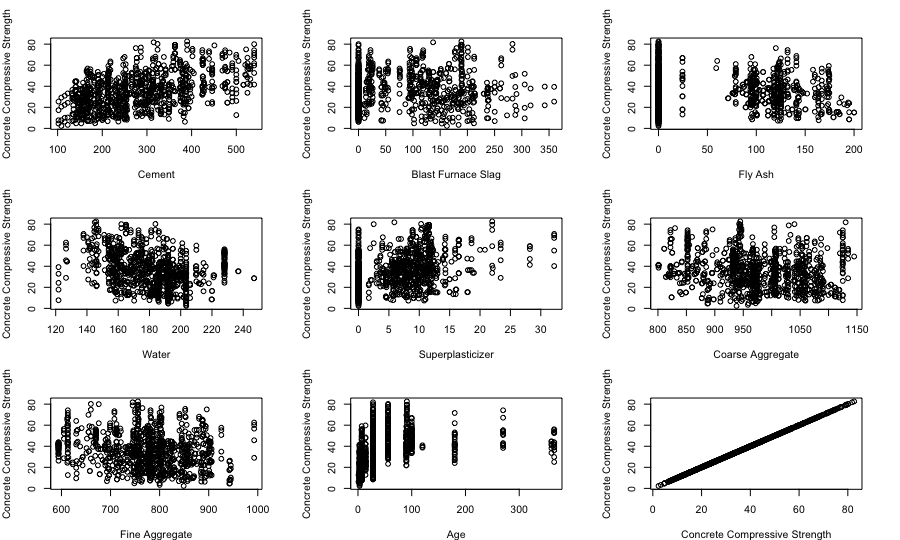 Concrete Compressive Strength
0 20 40 60 80
100 200 300 400 500
Cement
Concrete Compressive Strength
0 20 40 60 80
0 50 100 150 200 250 300 350
Blast Furnace Slag
Concrete Compressive Strength
0 20 40 60 80
0 50 100 150 200
Fly Ash
Concrete Compressive Strength
0 20 40 60 80
120 140 160 180 200 220 240
Water
Concrete Compressive Strength
0 20 40 60 80
0 5 10 15 20 25 30
Superplasticizer
Concrete Compressive Strength
0 20 40 60 80
800 850 900 950 1050 1150
Coarse Aggregate
Concrete Compressive Strength
0 20 40 60 80
600 700 800 900 1000
Fine Aggregate
Concrete Compressive Strength
0 20 40 60 80
0 100 200 300
Age
Concrete Compressive Strength
0 20 40 60 80
0 20 40 60 80
Concrete Compressive Strength